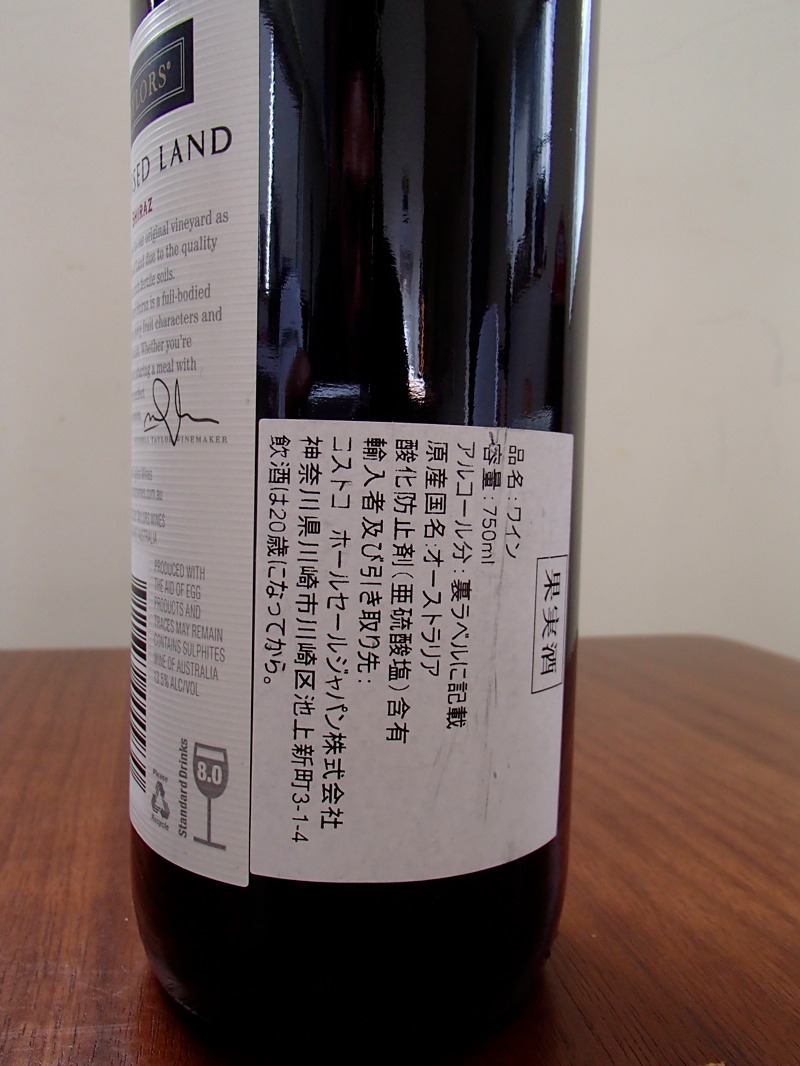 LORS®
SED LAND
SHIRAZ
original vineyard as
due to the quality
fertile soils.
is a full-bodied
fruit characters and
Whether you're
sharing a meal with
TAYLOR WINEMAKER
Wines
.com.au
WINES
PRODUCED WITH
THE AID OF EGG
PRODUCTS AND
TRACES MAY REMAIN
CONTAINS SULPHITES
WINE OF AUSTRALIA
13.5% ALC/VOL
Please
Recycle
Standard Drinks
8.0
果実酒
品名：ワイン
容量：750ml
アルコール分：裏ラベルに記載
原産国名：オーストラリア
酸化防止剤（亜硫酸塩）含有
輸入者及び引き取り先：
コストコ ホールセールジャパン株式会社
神奈川県川崎市川崎区池上新町3-1-4
飲酒は20歳になってから。